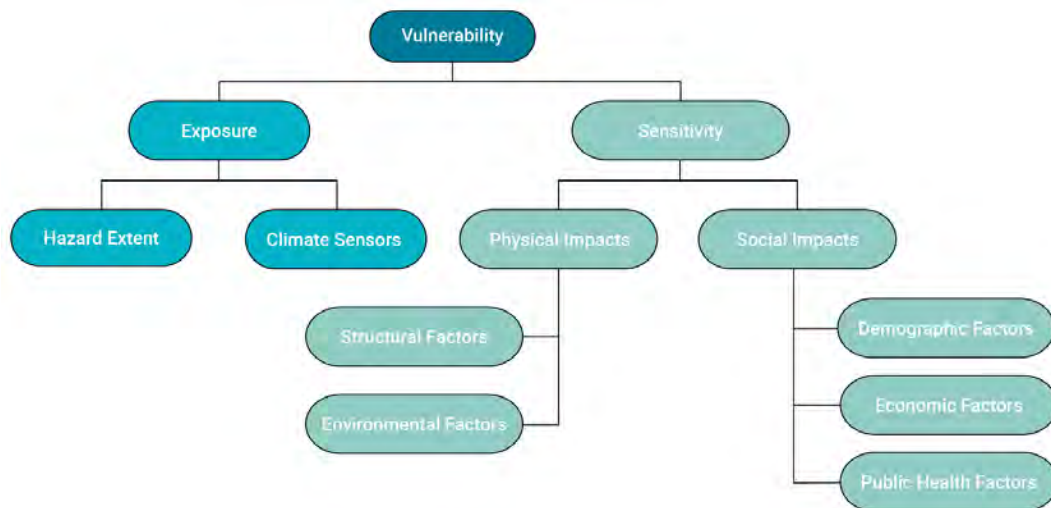 Vulnerability
Exposure
Sensitivity
Hazard Extent
Climate Sensors
Physical Impacts
Social Impacts
Structural Factors
Demographic Factors
Environmental Factors
Economic Factors
Public Health Factors